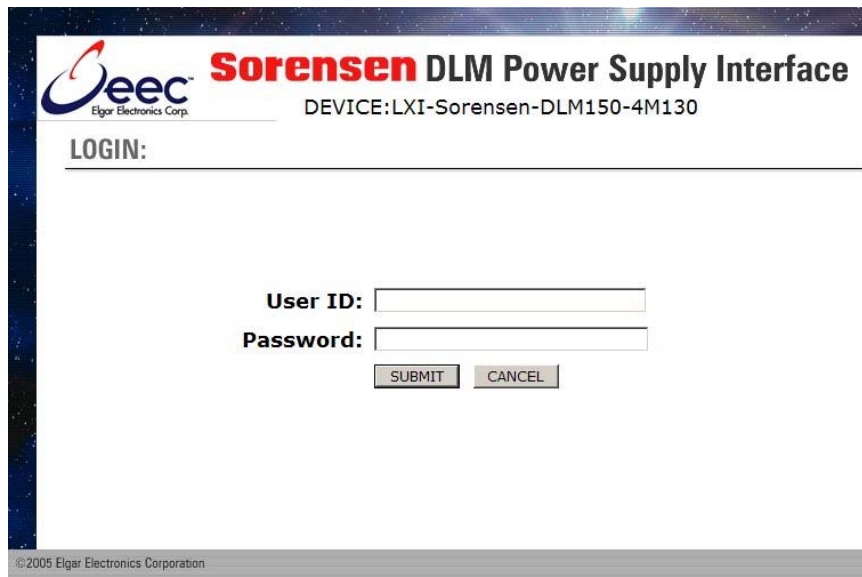 eec
Elgar Electronics Corp.
Sorensen DLM Power Supply Interface
DEVICE:LXI-Sorensen-DLM150-4M130
LOGIN:
User ID:
Password:
SUBMIT CANCEL
©2005 Elgar Electronics Corporation